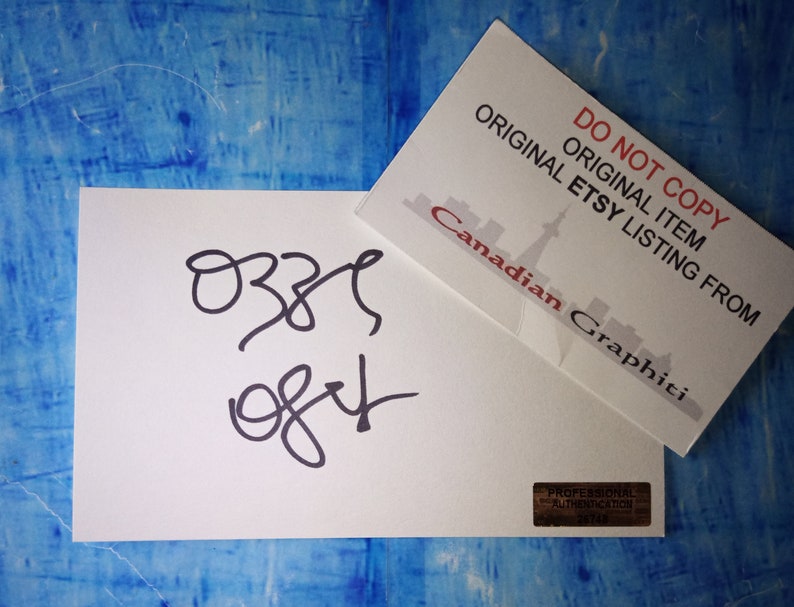 DO NOT COPY
ORIGINAL ITEM
ORIGINAL ETSY LISTING FROM
Canadian Graphiti
PROFESSIONAL
AUTHENTICATION